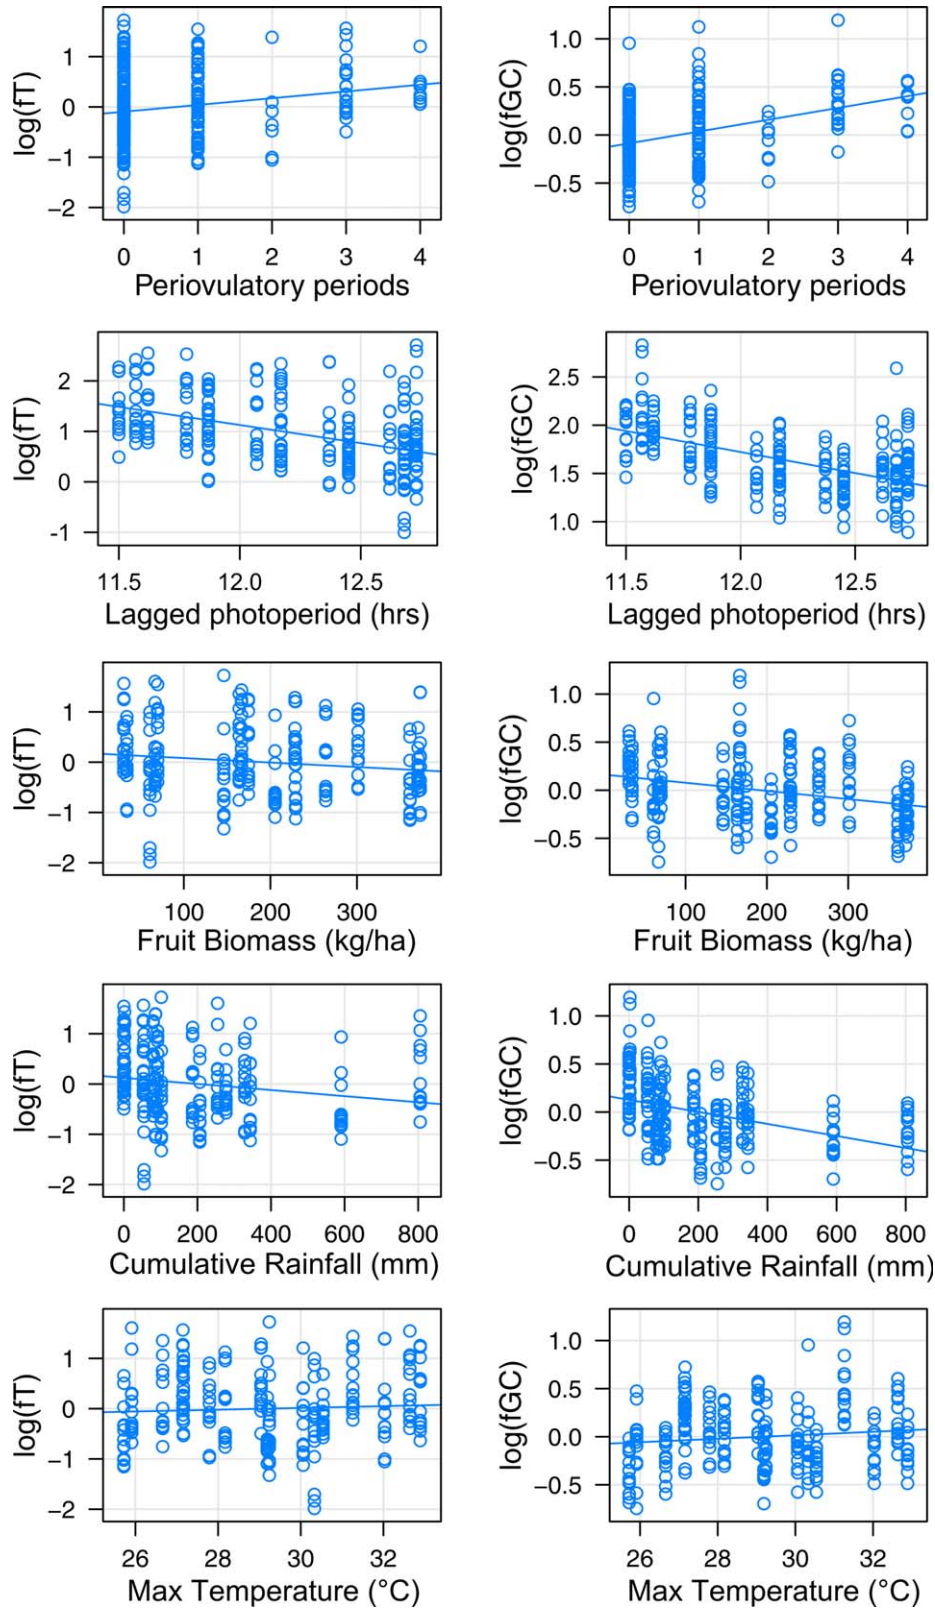 log(fT)
1
0
−1
−2
0 1 2 3 4
Periovulatory periods
log(fGC)
1.0
0.5
0.0
−0.5
0 1 2 3 4
Periovulatory periods
log(fT)
2
1
0
-1
11.5 12.0 12.5
Lagged photoperiod (hrs)
log(fGC)
2.5
2.0
1.5
1.0
11.5 12.0 12.5
Lagged photoperiod (hrs)
log(fT)
1
0
−1
−2
100 200 300
Fruit Biomass (kg/ha)
log(fGC)
1.0
0.5
0.0
−0.5
100 200 300
Fruit Biomass (kg/ha)
log(fT)
1
0
−1
−2
0 200 400 600 800
Cumulative Rainfall (mm)
log(fGC)
1.0
0.5
0.0
−0.5
0 200 400 600 800
Cumulative Rainfall (mm)
log(fT)
1
0
−1
−2
26 28 30 32
Max Temperature (°C)
log(fGC)
1.0
0.5
0.0
−0.5
26 28 30 32
Max Temperature (°C)